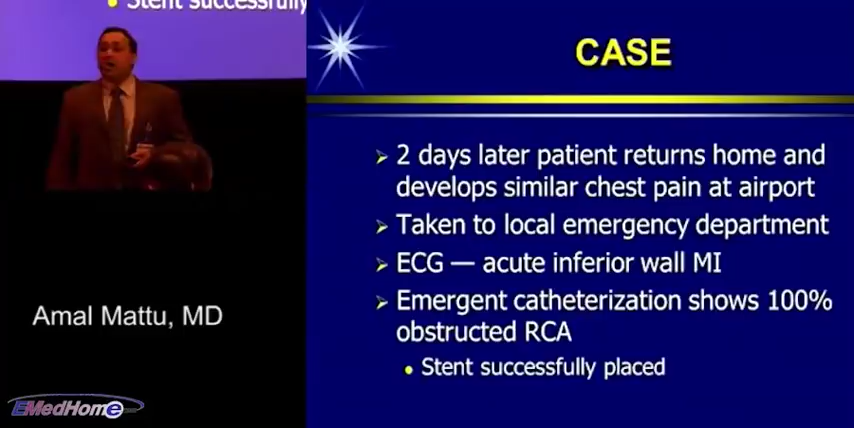 Stent successfully
CASE
2 days later patient returns home and
develops similar chest pain at airport
Taken to local emergency department
ECG — acute inferior wall MI
Emergent catheterization shows 100%
obstructed RCA
Stent successfully placed
Amal Mattu, MD
EMedHome